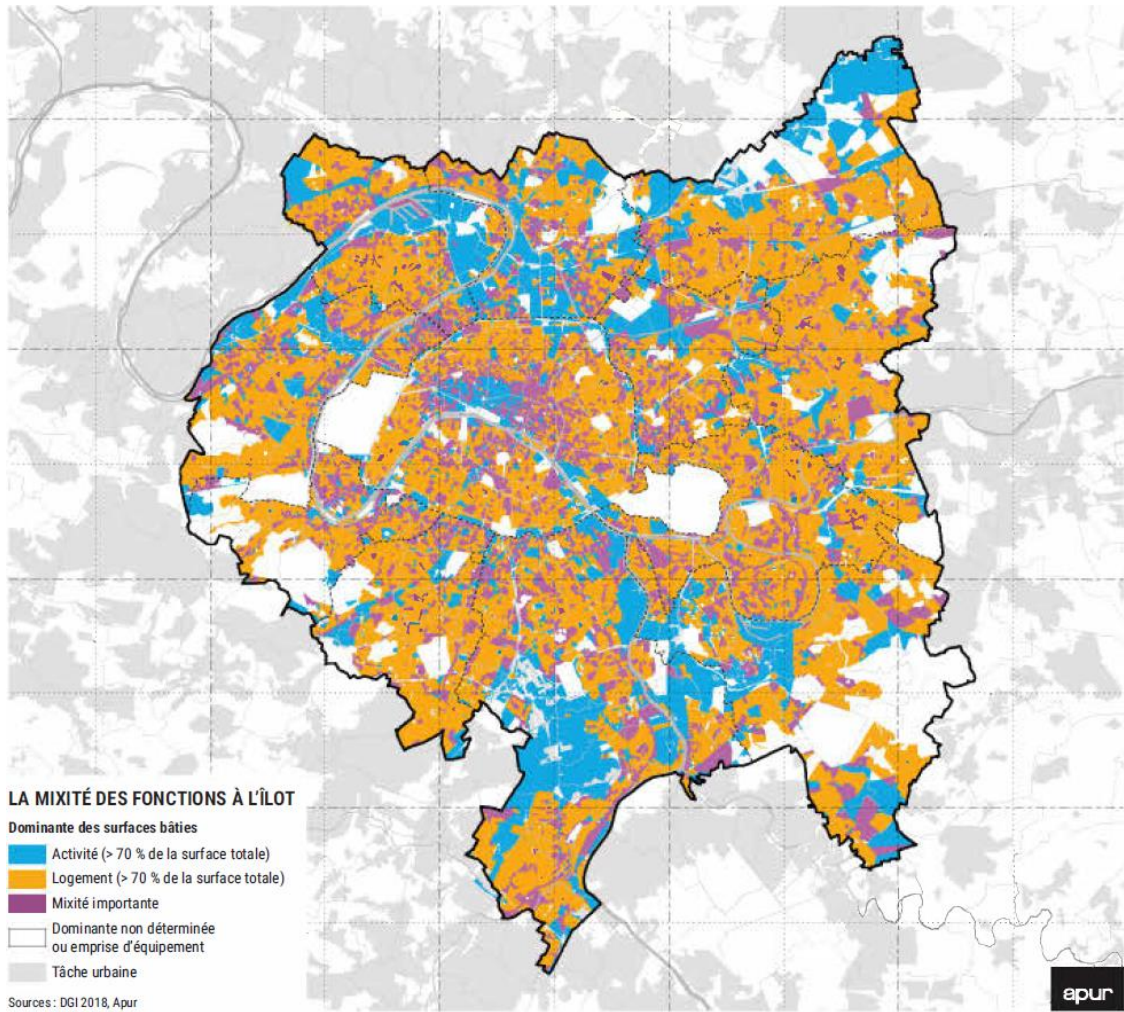 LA MIXITÉ DES FONCTIONS À L'ÎLOT
Dominante des surfaces bâties
Activité (> 70 % de la surface totale)
Logement (> 70 % de la surface totale)
Mixité importante
Dominante non déterminée
ou emprise d'équipement
Tâche urbaine
Sources : DGI 2018, Apur
apur